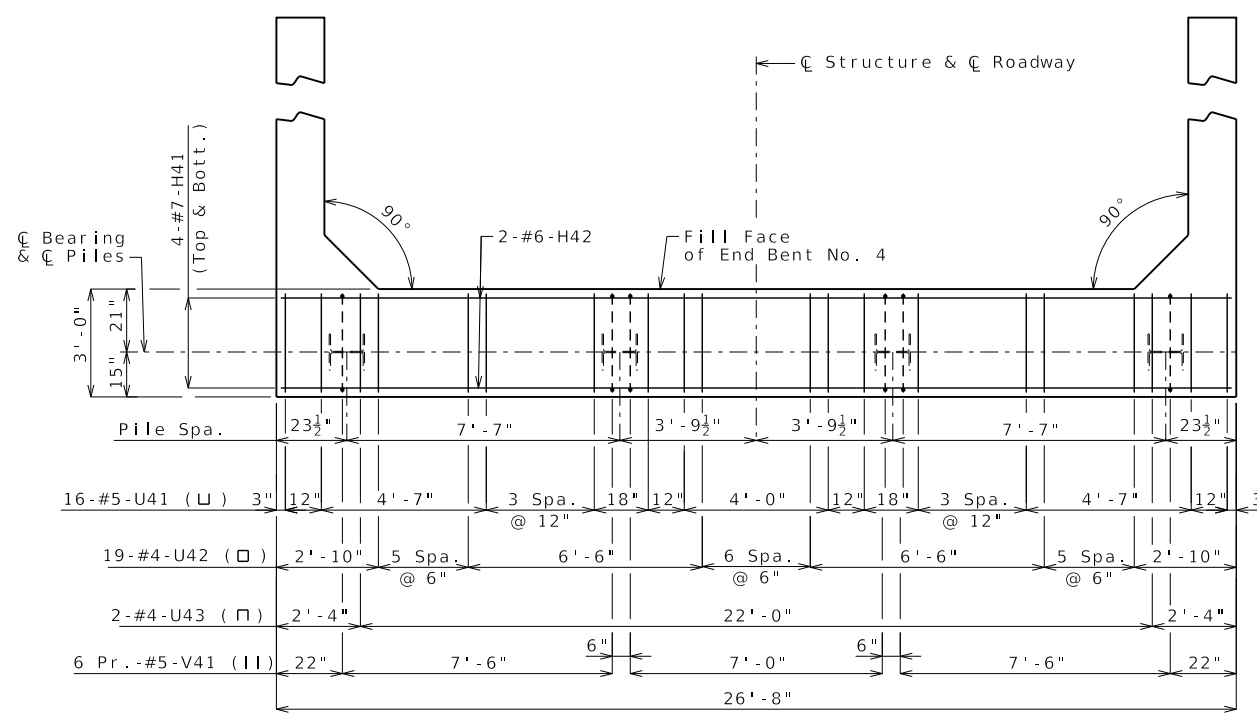 ℄ Structure & ℄ Roadway
4-#7-H41
(Top & Bott.)
90°
90°
℄ Bearing
& ℄ Piles
2-#6-H42
Fill Face
of End Bent No. 4
3'-0"
21"
15"
Pile Spa.
23½"
7'-7"
3'-9½"
3'-9½"
7'-7"
23½"
16-#5-U41 (⊔) 3" 12" 4'-7" 3 Spa. 18" 12" 4'-0" 12" 18" 3 Spa. 4'-7" 12" 3
@ 12" @ 12"
19-#4-U42 (□) 2'-10" 5 Spa. 6'-6" 6 Spa. 6'-6" 5 Spa. 2'-10"
@ 6" @ 6" @ 6"
2-#4-U43 (⊓) 2'-4" 22'-0" 2'-4"
6" 6"
6 Pr.-#5-V41 (||) 22" 7'-6" 7'-0" 7'-6" 22"
26'-8"